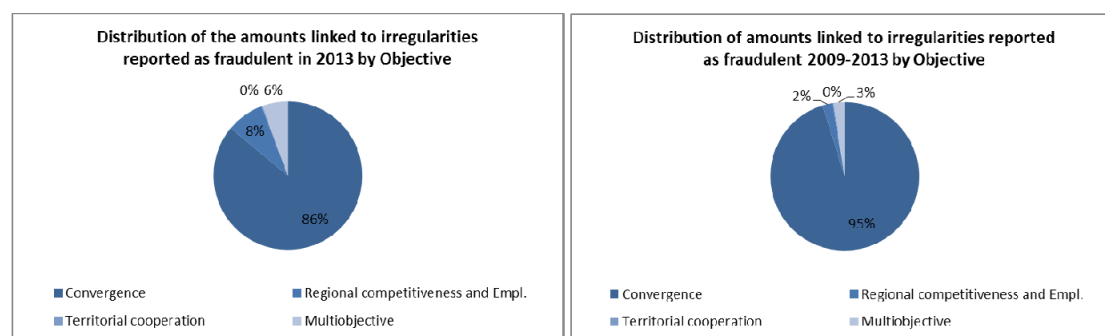 Distribution of the amounts linked to irregularities
reported as fraudulent in 2013 by Objective
0% 6%
8%
86%
Convergence
Regional competitiveness and Empl.
Territorial cooperation
Multiobjective
Distribution of amounts linked to irregularities reported
as fraudulent 2009-2013 by Objective
2% 0% 3%
95%
Convergence
Regional competitiveness and Empl.
Territorial cooperation
Multiobjective